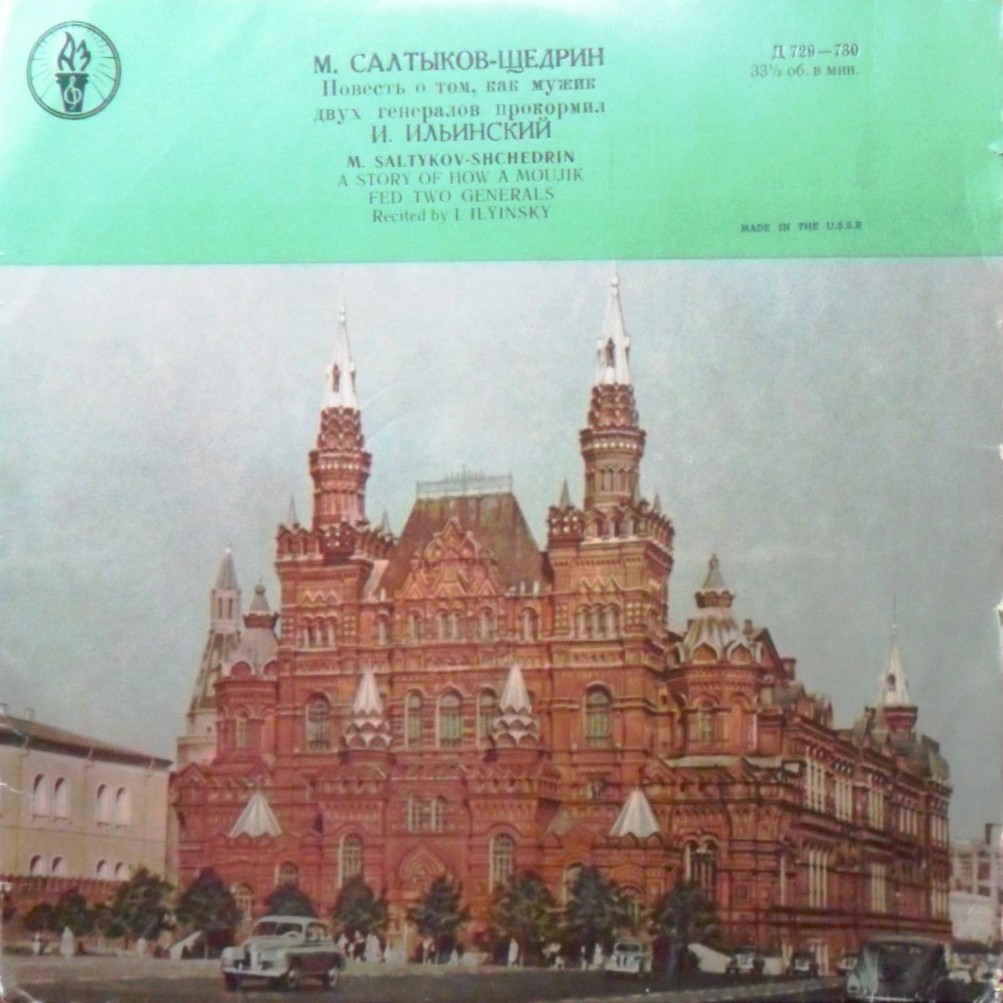 М. САЛТЫКОВ-ЩЕДРИН
Повесть о том, как мужик
двух генералов прокормил
И. ИЛЬИНСКИЙ
M. SALTYKOV-SHCHEDRIN
A STORY OF HOW A MOUJIK
FED TWO GENERALS
Recited by I. ILYINSKY
Д 729—730
33⅓ об. в мин.
MADE IN THE U.S.S.R
ДЗ